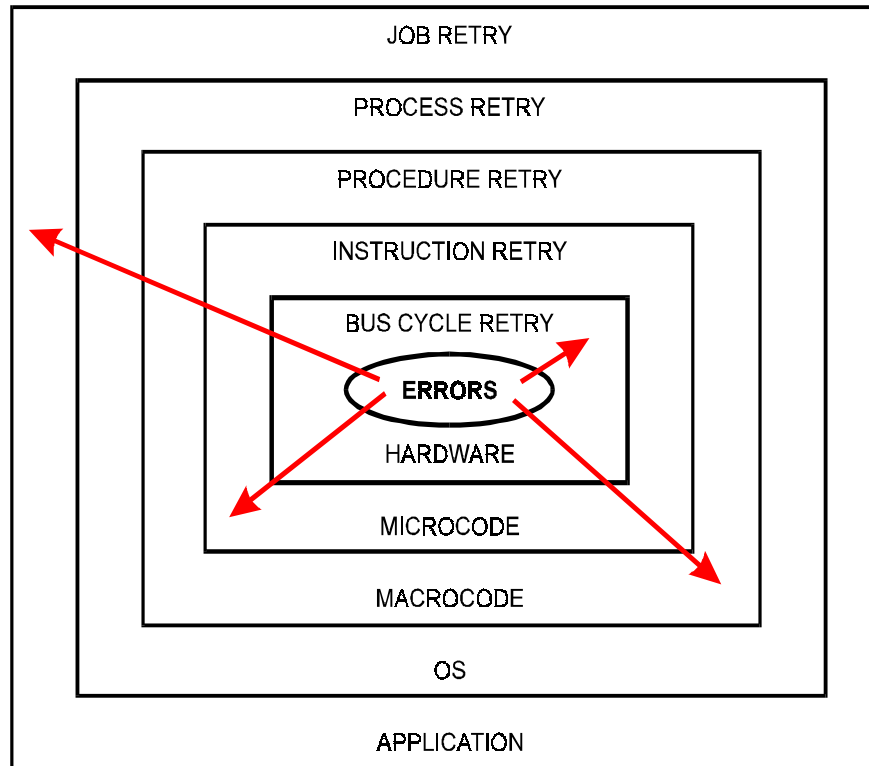 JOB RETRY
PROCESS RETRY
PROCEDURE RETRY
INSTRUCTION RETRY
BUS CYCLE RETRY
ERRORS
HARDWARE
MICROCODE
MACROCODE
OS
APPLICATION